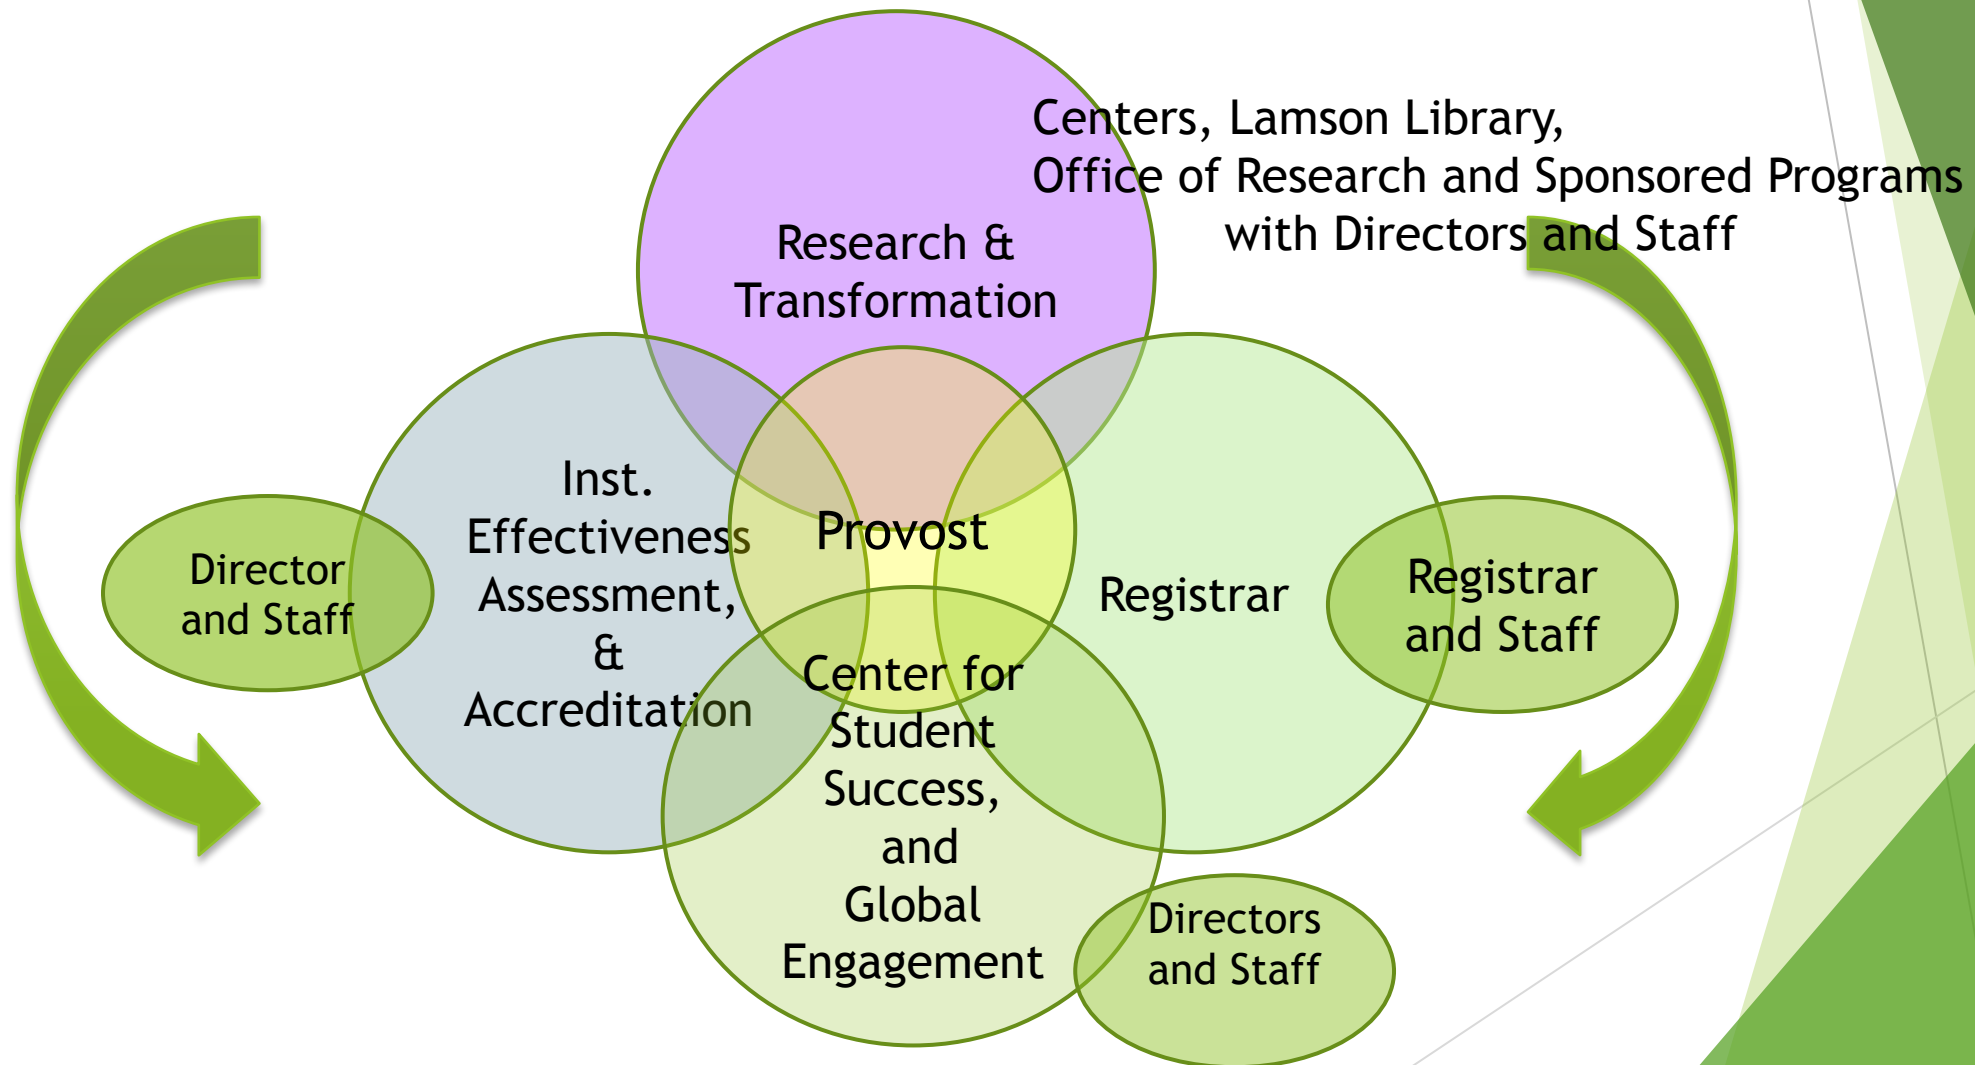 Centers, Lamson Library,
Office of Research and Sponsored Programs
with Directors and Staff
Research &
Transformation
Inst.
Effectiveness
Assessment,
&
Accreditation
Director
and Staff
Provost
Registrar
Registrar
and Staff
Center for
Student
Success,
and
Global
Engagement
Directors
and Staff